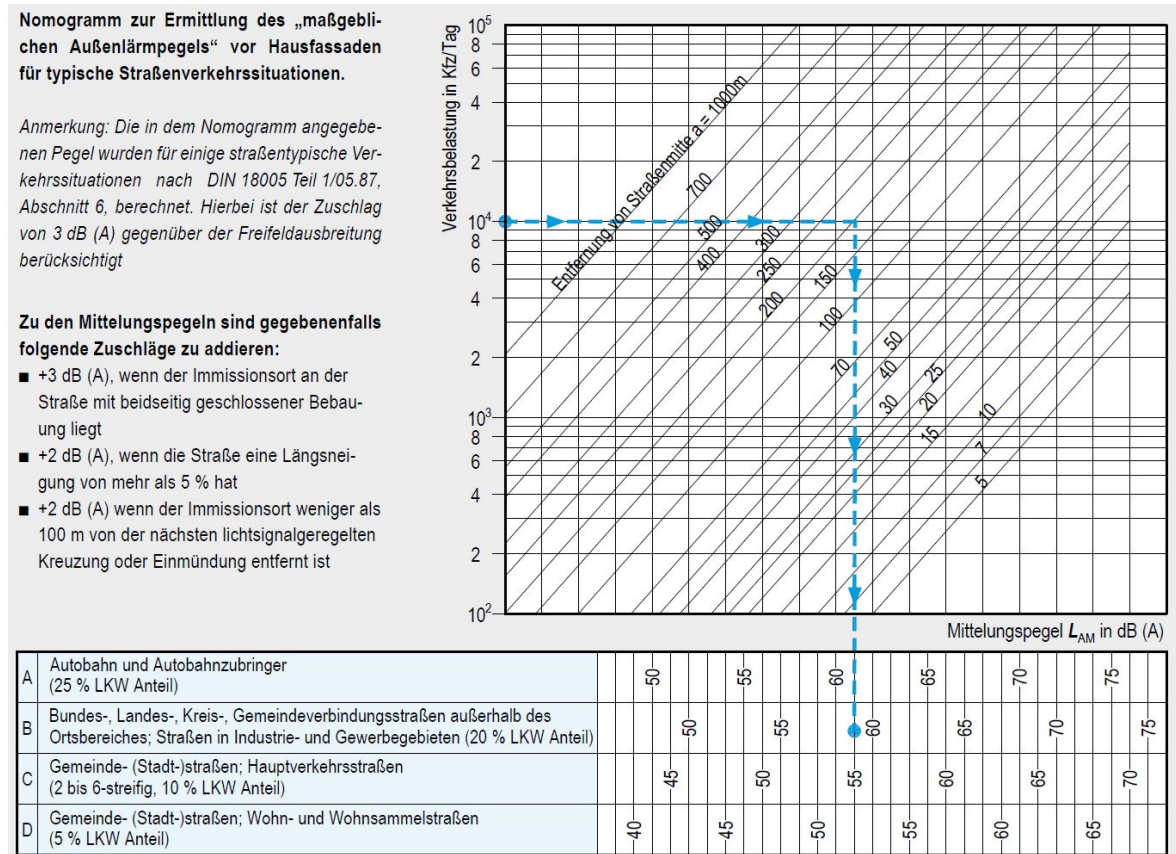 Nomogramm zur Ermittlung des „maßgebli-
chen Außenlärmpegels“ vor Hausfassaden
für typische Straßenverkehrssituationen.
Anmerkung: Die in dem Nomogramm angegebe-
nen Pegel wurden für einige straßentypische Ver-
kehrssituationen nach DIN 18005 Teil 1/05.87,
Abschnitt 6, berechnet. Hierbei ist der Zuschlag
von 3 dB (A) gegenüber der Freifeldausbreitung
berücksichtigt
Zu den Mittelungspegeln sind gegebenenfalls
folgende Zuschläge zu addieren:
■ +3 dB (A), wenn der Immissionsort an der
Straße mit beidseitig geschlossener Bebau-
ung liegt
■ +2 dB (A), wenn die Straße eine Längsnei-
gung von mehr als 5 % hat
■ +2 dB (A) wenn der Immissionsort weniger als
100 m von der nächsten lichtsignalgeregelten
Kreuzung oder Einmündung entfernt ist
Verkehrsbelastung in Kfz/Tag
10⁵
8
6
4
2
10⁴
8
6
4
2
10³
8
6
4
2
10²
Entfernung von Straßenmitte a = 1000m
700
500
400
300
250
200
150
100
70
50
40
30
25
20
15
10
7
5
Mittelungspegel L_AM in dB (A)
A Autobahn und Autobahnzubringer
(25 % LKW Anteil)
50 55 60 65 70 75
B Bundes-, Landes-, Kreis-, Gemeindeverbindungsstraßen außerhalb des
Ortsbereiches; Straßen in Industrie- und Gewerbegebieten (20 % LKW Anteil)
50 55 60 65 70 75
C Gemeinde- (Stadt-)straßen; Hauptverkehrsstraßen
(2 bis 6-streifig, 10 % LKW Anteil)
45 50 55 60 65 70
D Gemeinde- (Stadt-)straßen; Wohn- und Wohnsammelstraßen
(5 % LKW Anteil)
40 45 50 55 60 65